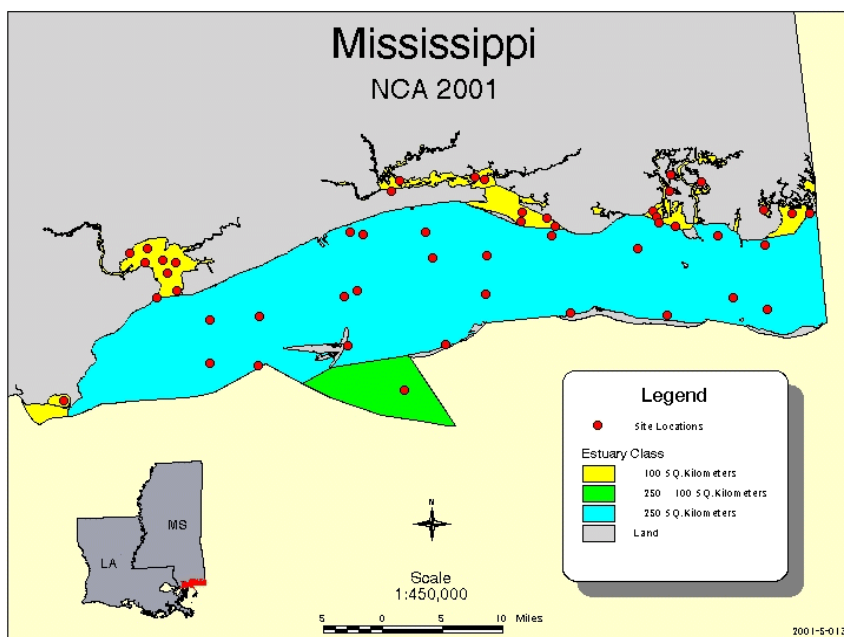 Mississippi
NCA 2001
Legend
Site Locations
Estuary Class
100 SQ.Kilometers
250 100 SQ.Kilometers
250 SQ.Kilometers
Land
MS
LA
N
Scale
1:450,000
5 0 5 10 Miles
2001-S-013